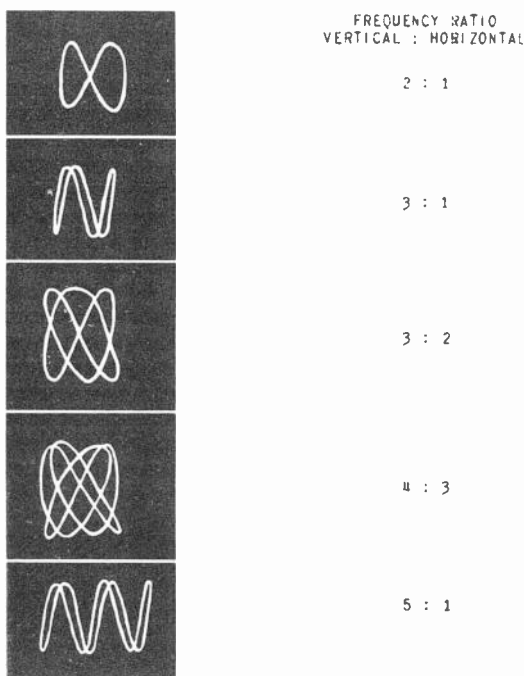 FREQUENCY RATIO
VERTICAL : HORIZONTAL
2 : 1
3 : 1
3 : 2
4 : 3
5 : 1